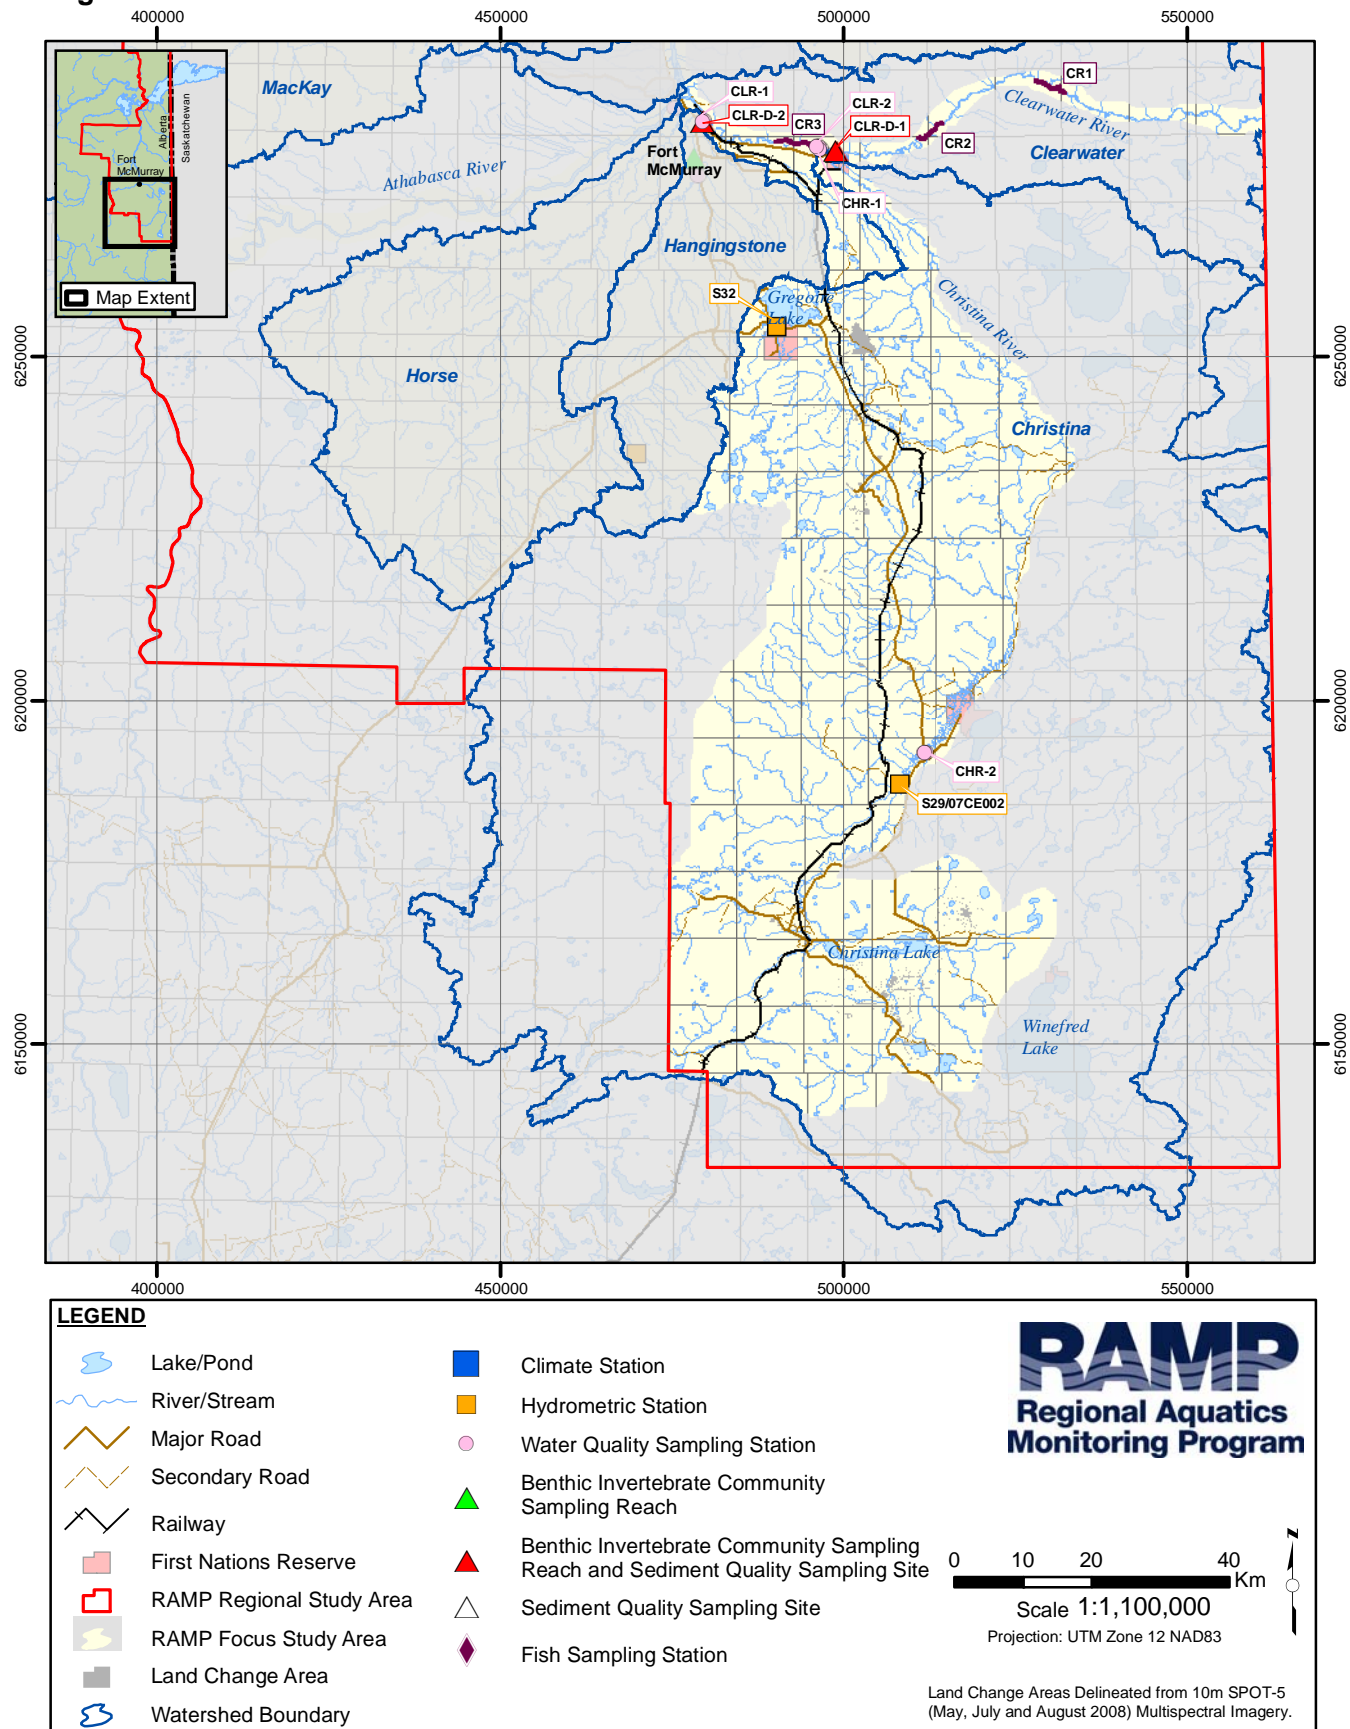 400000
450000
500000
550000
MacKay
Alberta
Saskatchewan
Fort
McMurray
Map Extent
Athabasca River
CLR-1
CLR-D-2
CR3
CLR-2
CLR-D-1
CR1
CR2
Clearwater River
Clearwater
Fort
McMurray
CHR-1
Hangingstone
S32
Gregoire
Lake
Christina River
6250000
6250000
Horse
Christina
6200000
6200000
CHR-2
S29/07CE002
Christina Lake
Winefred
Lake
6150000
6150000
400000
450000
500000
550000
LEGEND
Lake/Pond
River/Stream
Major Road
Secondary Road
Railway
First Nations Reserve
RAMP Regional Study Area
RAMP Focus Study Area
Land Change Area
Watershed Boundary
Climate Station
Hydrometric Station
Water Quality Sampling Station
Benthic Invertebrate Community
Sampling Reach
Benthic Invertebrate Community Sampling
Reach and Sediment Quality Sampling Site
Sediment Quality Sampling Site
Fish Sampling Station
RAMP
Regional Aquatics
Monitoring Program
N
0 10 20 40
Km
Scale 1:1,100,000
Projection: UTM Zone 12 NAD83
Land Change Areas Delineated from 10m SPOT-5
(May, July and August 2008) Multispectral Imagery.